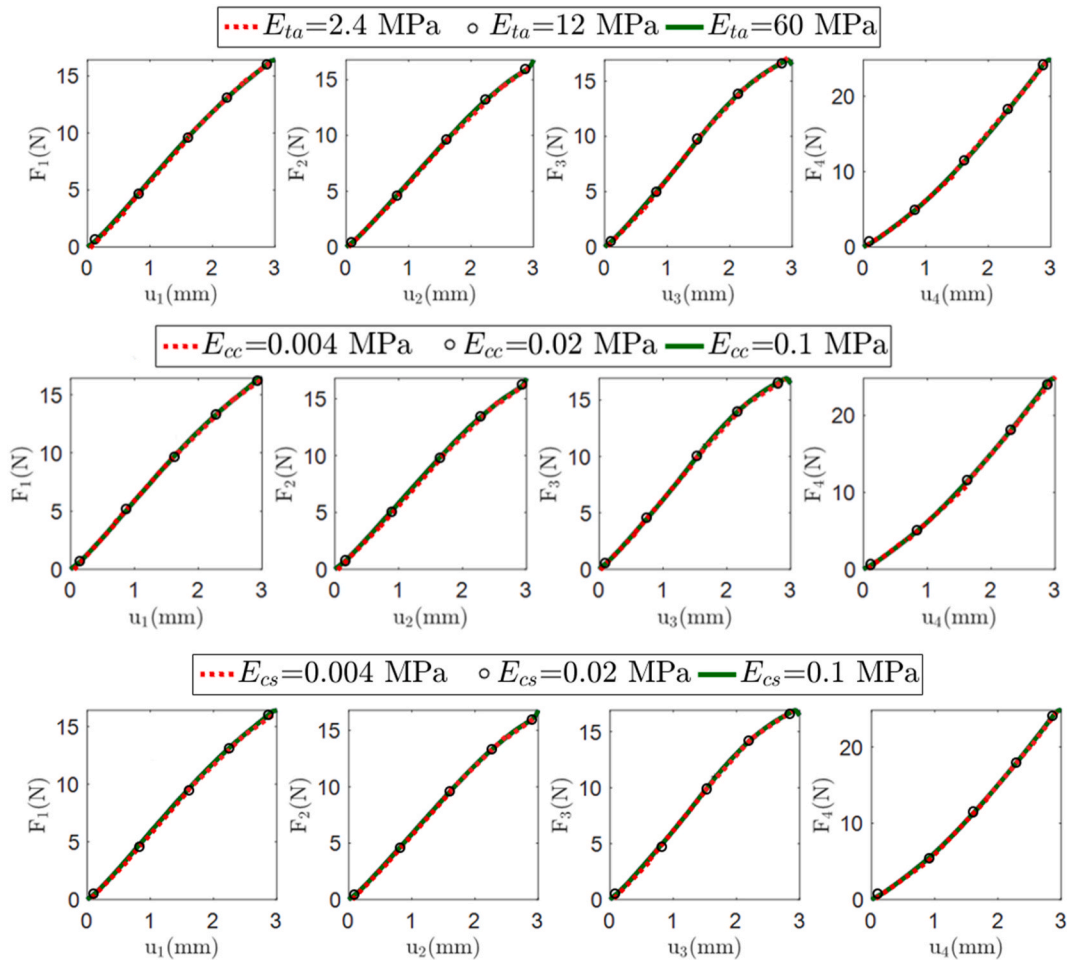 E_ta=2.4 MPa E_ta=12 MPa E_ta=60 MPa
15 10 5 0 F₁(N) 0 1 2 3 u₁(mm)
15 10 5 0 F₂(N) 0 1 2 3 u₂(mm)
15 10 5 0 F₃(N) 0 1 2 3 u₃(mm)
20 10 0 F₄(N) 0 1 2 3 u₄(mm)
E_cc=0.004 MPa E_cc=0.02 MPa E_cc=0.1 MPa
15 10 5 0 F₁(N) 0 1 2 3 u₁(mm)
15 10 5 0 F₂(N) 0 1 2 3 u₂(mm)
15 10 5 0 F₃(N) 0 1 2 3 u₃(mm)
20 10 0 F₄(N) 0 1 2 3 u₄(mm)
E_cs=0.004 MPa E_cs=0.02 MPa E_cs=0.1 MPa
15 10 5 0 F₁(N) 0 1 2 3 u₁(mm)
15 10 5 0 F₂(N) 0 1 2 3 u₂(mm)
15 10 5 0 F₃(N) 0 1 2 3 u₃(mm)
20 10 0 F₄(N) 0 1 2 3 u₄(mm)